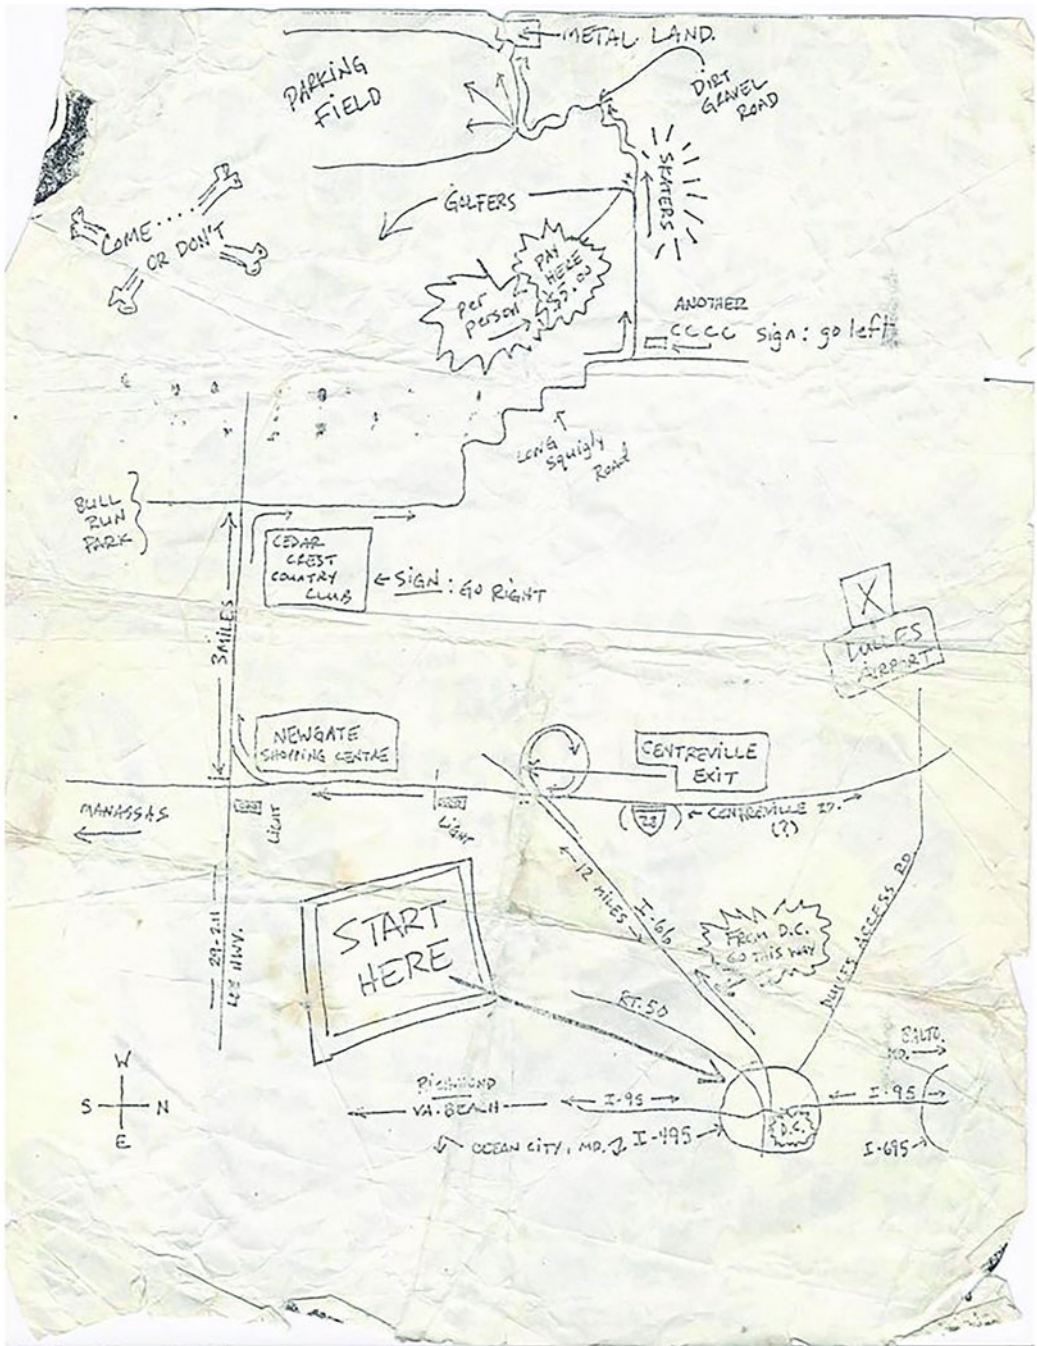 METAL LAND.
PARKING
FIELD
DIRT
GRAVEL
ROAD
SKATERS
GOLFERS
COME....
OR DON'T
PAY
HERE
$5.00
per
person
ANOTHER
CCCC sign: go left
LONG
squigly
ROAD
BULL
RUN
PARK
CEDAR
CREST
COUNTRY
CLUB
SIGN: GO RIGHT
3 MILES
X
DULLES
AIRPORT
NEWGATE
SHOPPING CENTRE
CENTREVILLE
EXIT
MANASSAS
LIGHT
LIGHT
(28) CENTREVILLE RD.
(?)
12 MILES
I-66
START
HERE
FROM D.C.
GO THIS WAY
DULLES ACCESS RD
29-211
LEE HWY.
RT. 50
BALTO.
MD.
W
S N
E
RICHMOND
VA. BEACH
I-95
I-95
D.C.
OCEAN CITY, MD.
I-495
I-695